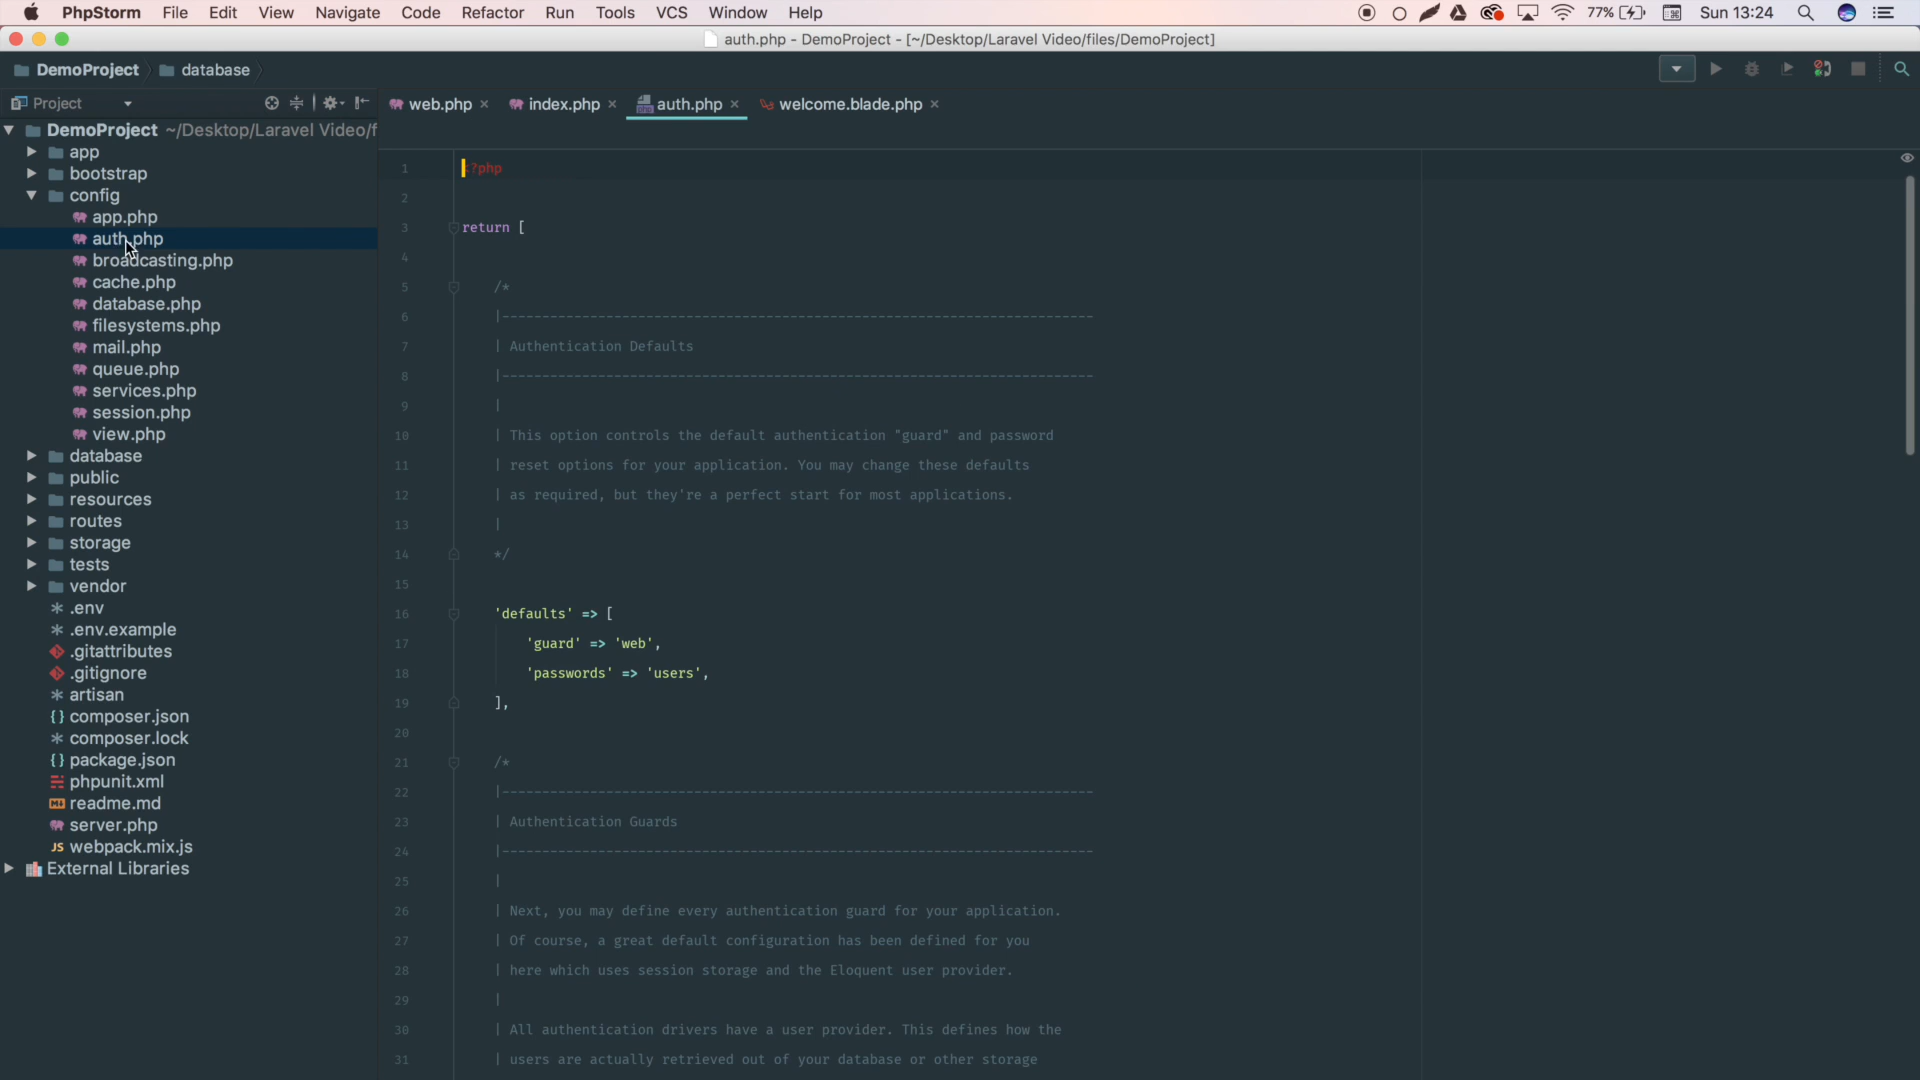 PhpStorm File Edit View Navigate Code Refactor Run Tools VCS Window Help 77% Sun 13:24
auth.php - DemoProject - [~/Desktop/Laravel Video/files/DemoProject]
DemoProject database
Project
web.php index.php auth.php welcome.blade.php
DemoProject ~/Desktop/Laravel Video/f
app
bootstrap
config
app.php
auth.php
broadcasting.php
cache.php
database.php
filesystems.php
mail.php
queue.php
services.php
session.php
view.php
database
public
resources
routes
storage
tests
vendor
.env
.env.example
.gitattributes
.gitignore
artisan
composer.json
composer.lock
package.json
phpunit.xml
readme.md
server.php
webpack.mix.js
External Libraries
1 <?php
2
3 return [
4
5 /*
6 |--------------------------------------------------------------------------
7 | Authentication Defaults
8 |--------------------------------------------------------------------------
9 |
10 | This option controls the default authentication "guard" and password
11 | reset options for your application. You may change these defaults
12 | as required, but they're a perfect start for most applications.
13 |
14 */
15
16 'defaults' => [
17 'guard' => 'web',
18 'passwords' => 'users',
19 ],
20
21 /*
22 |--------------------------------------------------------------------------
23 | Authentication Guards
24 |--------------------------------------------------------------------------
25 |
26 | Next, you may define every authentication guard for your application.
27 | Of course, a great default configuration has been defined for you
28 | here which uses session storage and the Eloquent user provider.
29 |
30 | All authentication drivers have a user provider. This defines how the
31 | users are actually retrieved out of your database or other storage